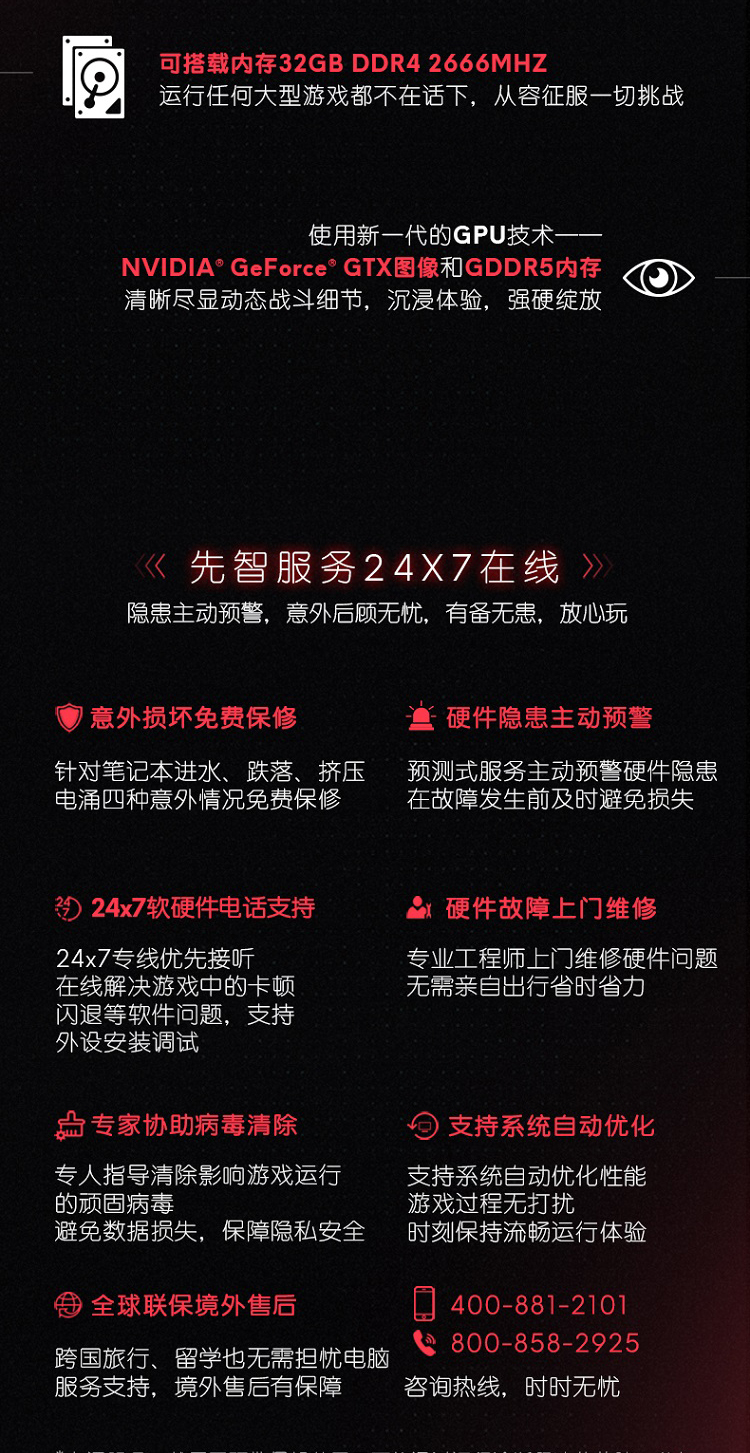 可搭载内存32GB DDR4 2666MHZ
运行任何大型游戏都不在话下，从容征服一切挑战
使用新一代的GPU技术——
NVIDIA® GeForce® GTX图像和GDDR5内存
清晰尽显动态战斗细节，沉浸体验，强硬绽放
先智服务24X7在线
隐患主动预警，意外后顾无忧，有备无患，放心玩
意外损坏免费保修
针对笔记本进水、跌落、挤压
电涌四种意外情况免费保修
硬件隐患主动预警
预测式服务主动预警硬件隐患
在故障发生前及时避免损失
24x7软硬件电话支持
24x7专线优先接听
在线解决游戏中的卡顿
闪退等软件问题，支持
外设安装调试
硬件故障上门维修
专业工程师上门维修硬件问题
无需亲自出行省时省力
专家协助病毒清除
专人指导清除影响游戏运行
的顽固病毒
避免数据损失，保障隐私安全
支持系统自动优化
支持系统自动优化性能
游戏过程无打扰
时刻保持流畅运行体验
全球联保境外售后
跨国旅行、留学也无需担忧电脑
服务支持，境外售后有保障
400-881-2101
800-858-2925
咨询热线，时时无忧